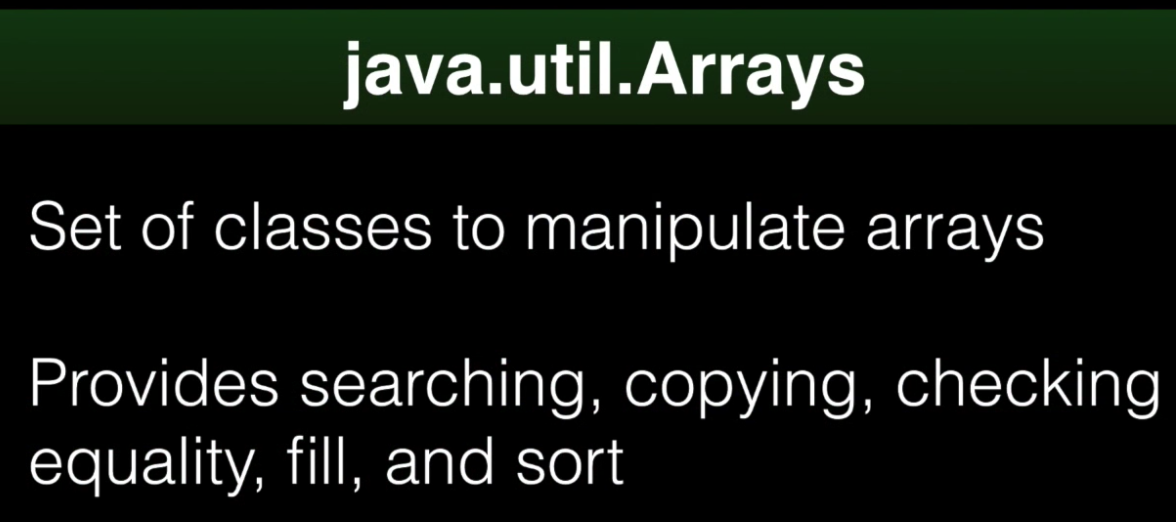 java.util.Arrays
Set of classes to manipulate arrays
Provides searching, copying, checking
equality, fill, and sort